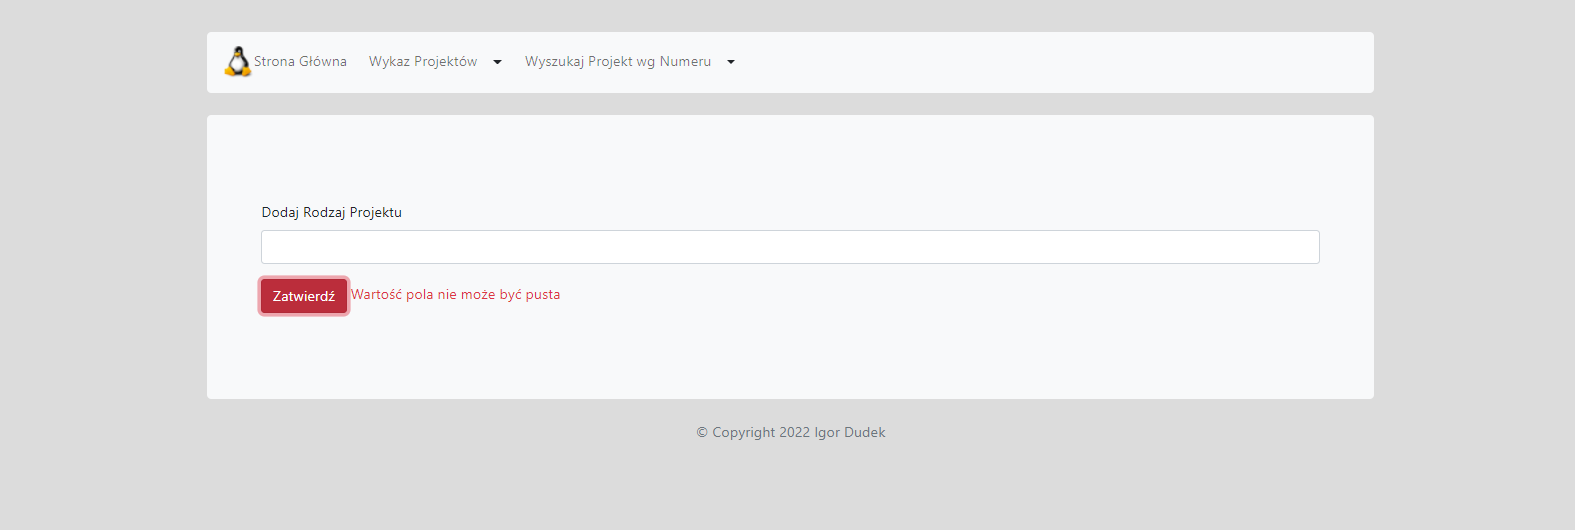 Strona Główna Wykaz Projektów Wyszukaj Projekt wg Numeru
Dodaj Rodzaj Projektu
Zatwierdź Wartość pola nie może być pusta
© Copyright 2022 Igor Dudek